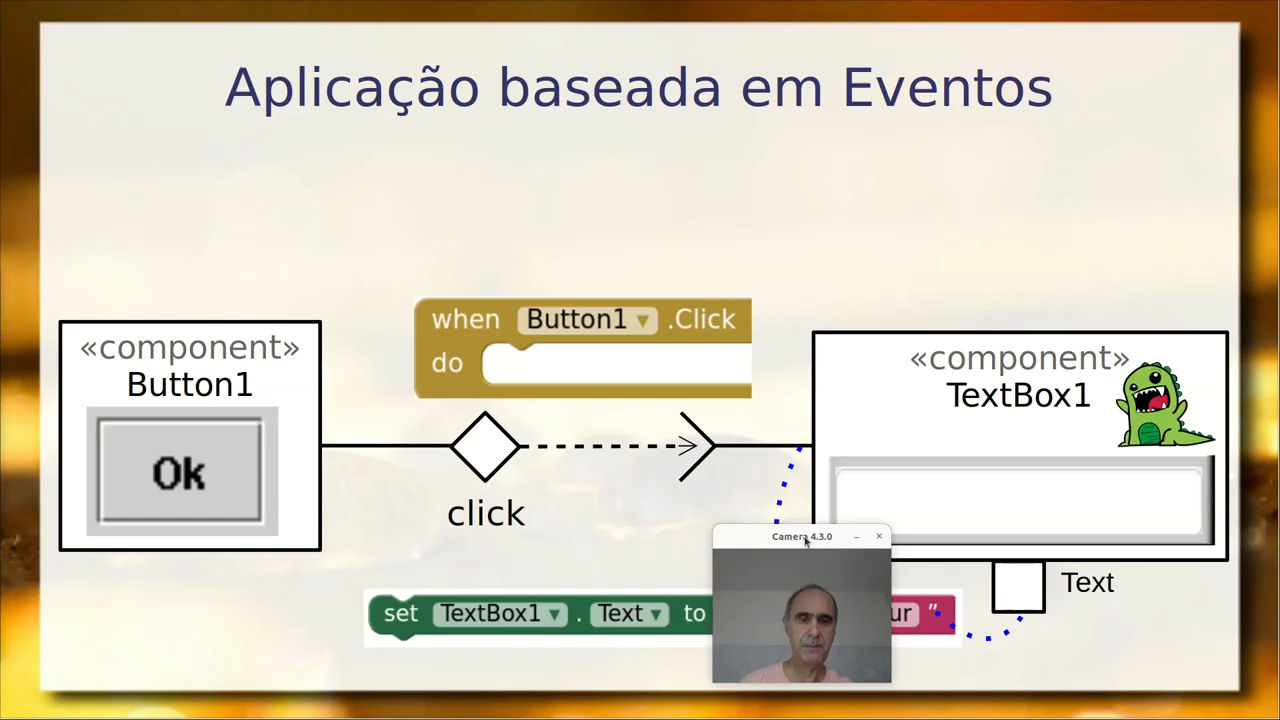 Aplicação baseada em Eventos
when Button1 .Click
do
«component»
Button1
Ok
«component»
TextBox1
click
Camera 4.3.0
Text
set TextBox1 . Text to
”